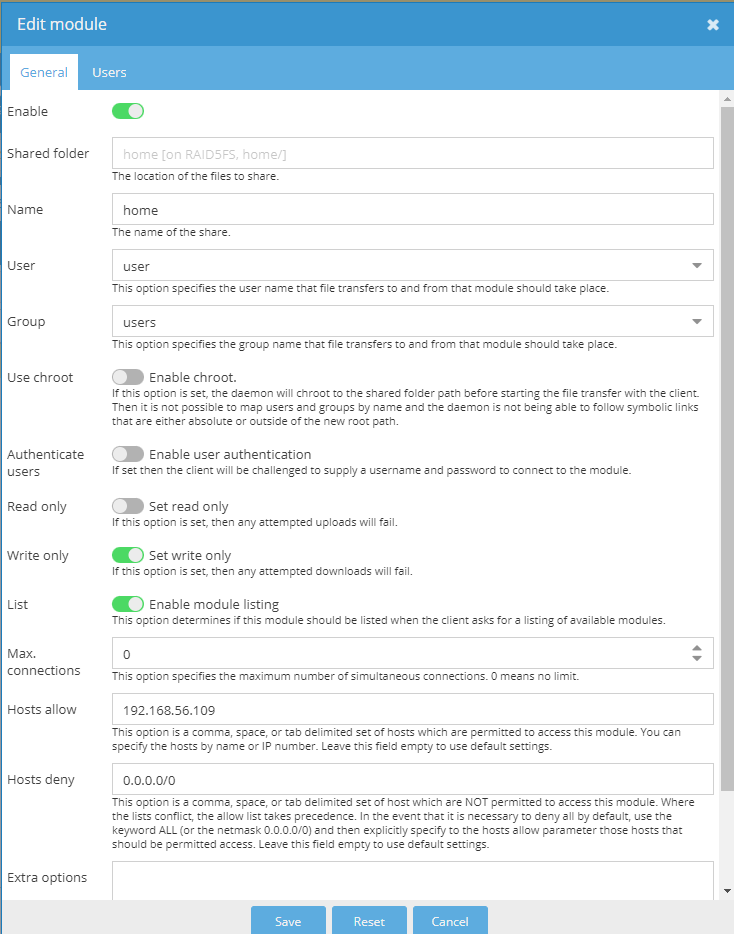 Edit module
General Users
Enable
Shared folder home [on RAID5FS, home/]
The location of the files to share.
Name home
The name of the share.
User user
This option specifies the user name that file transfers to and from that module should take place.
Group users
This option specifies the group name that file transfers to and from that module should take place.
Use chroot Enable chroot.
If this option is set, the daemon will chroot to the shared folder path before starting the file transfer with the client.
Then it is not possible to map users and groups by name and the daemon is not being able to follow symbolic links
that are either absolute or outside of the new root path.
Authenticate Enable user authentication
users If set then the client will be challenged to supply a username and password to connect to the module.
Read only Set read only
If this option is set, then any attempted uploads will fail.
Write only Set write only
If this option is set, then any attempted downloads will fail.
List Enable module listing
This option determines if this module should be listed when the client asks for a listing of available modules.
Max. 0
connections
This option specifies the maximum number of simultaneous connections. 0 means no limit.
Hosts allow 192.168.56.109
This option is a comma, space, or tab delimited set of hosts which are permitted to access this module. You can
specify the hosts by name or IP number. Leave this field empty to use default settings.
Hosts deny 0.0.0.0/0
This option is a comma, space, or tab delimited set of host which are NOT permitted to access this module. Where
the lists conflict, the allow list takes precedence. In the event that it is necessary to deny all by default, use the
keyword ALL (or the netmask 0.0.0.0/0) and then explicitly specify to the hosts allow parameter those hosts that
should be permitted access. Leave this field empty to use default settings.
Extra options
Save Reset Cancel